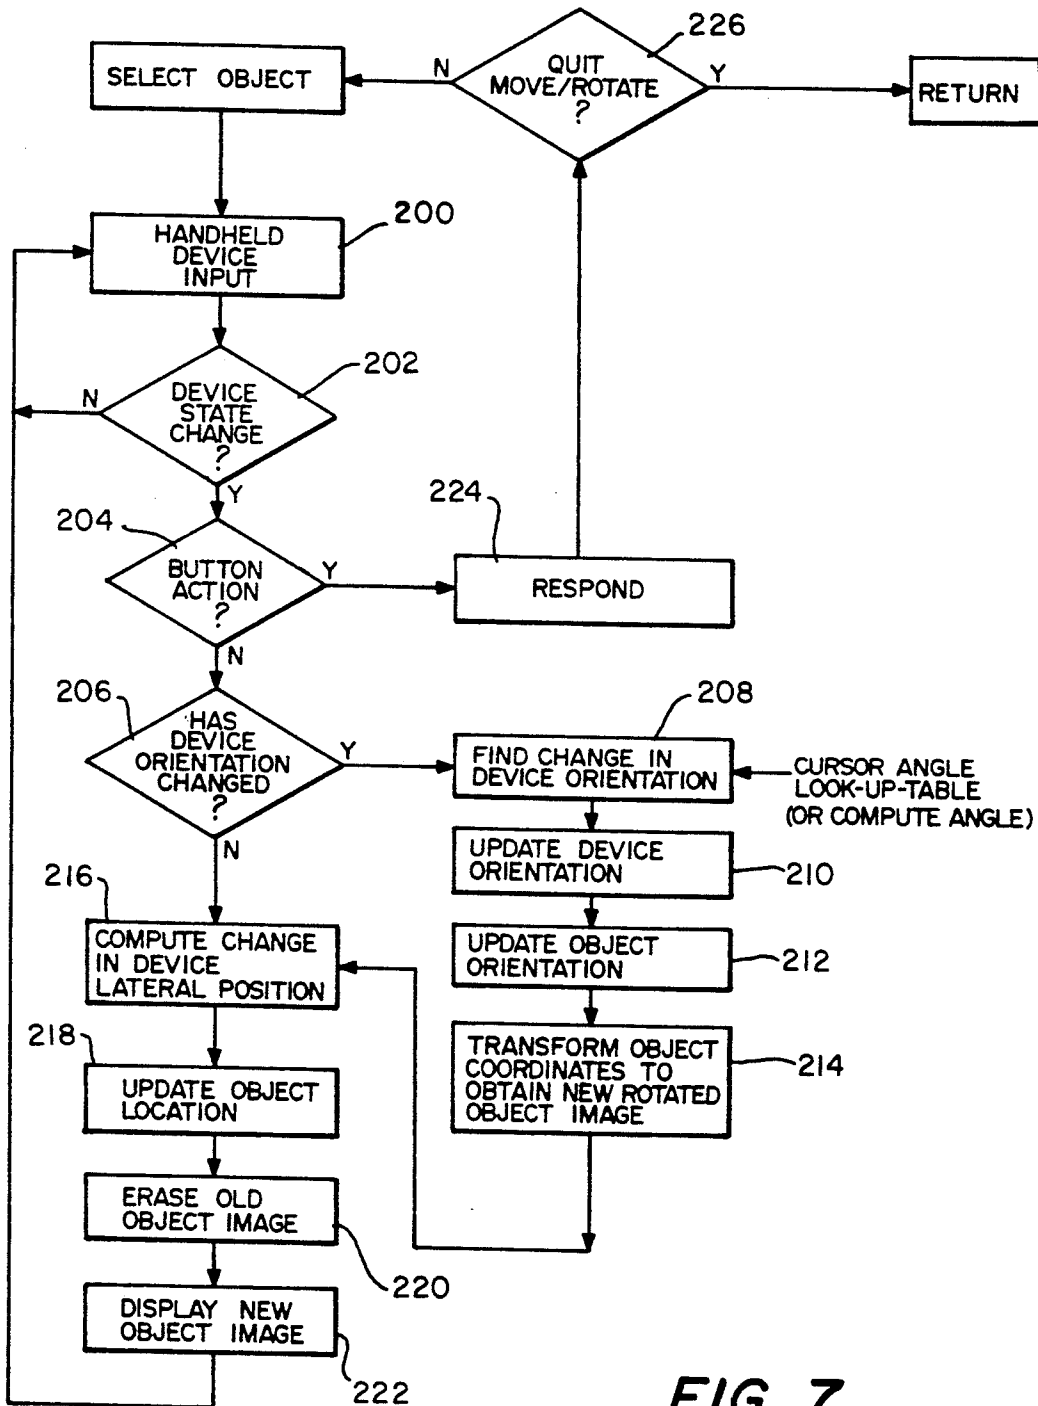 226
SELECT OBJECT
N
QUIT
MOVE/ROTATE
?
Y
RETURN
200
HANDHELD
DEVICE
INPUT
202
N
DEVICE
STATE
CHANGE
?
Y
224
204
BUTTON
ACTION
?
Y
RESPOND
N
206
HAS
DEVICE
ORIENTATION
CHANGED
?
Y
208
FIND CHANGE IN
DEVICE ORIENTATION
CURSOR ANGLE
LOOK-UP-TABLE
(OR COMPUTE ANGLE)
N
UPDATE DEVICE
ORIENTATION
210
216
COMPUTE CHANGE
IN DEVICE
LATERAL POSITION
UPDATE OBJECT
ORIENTATION
212
218
UPDATE OBJECT
LOCATION
TRANSFORM OBJECT
COORDINATES TO
OBTAIN NEW ROTATED
OBJECT IMAGE
214
ERASE OLD
OBJECT IMAGE
220
DISPLAY NEW
OBJECT IMAGE
222
FIG. 7